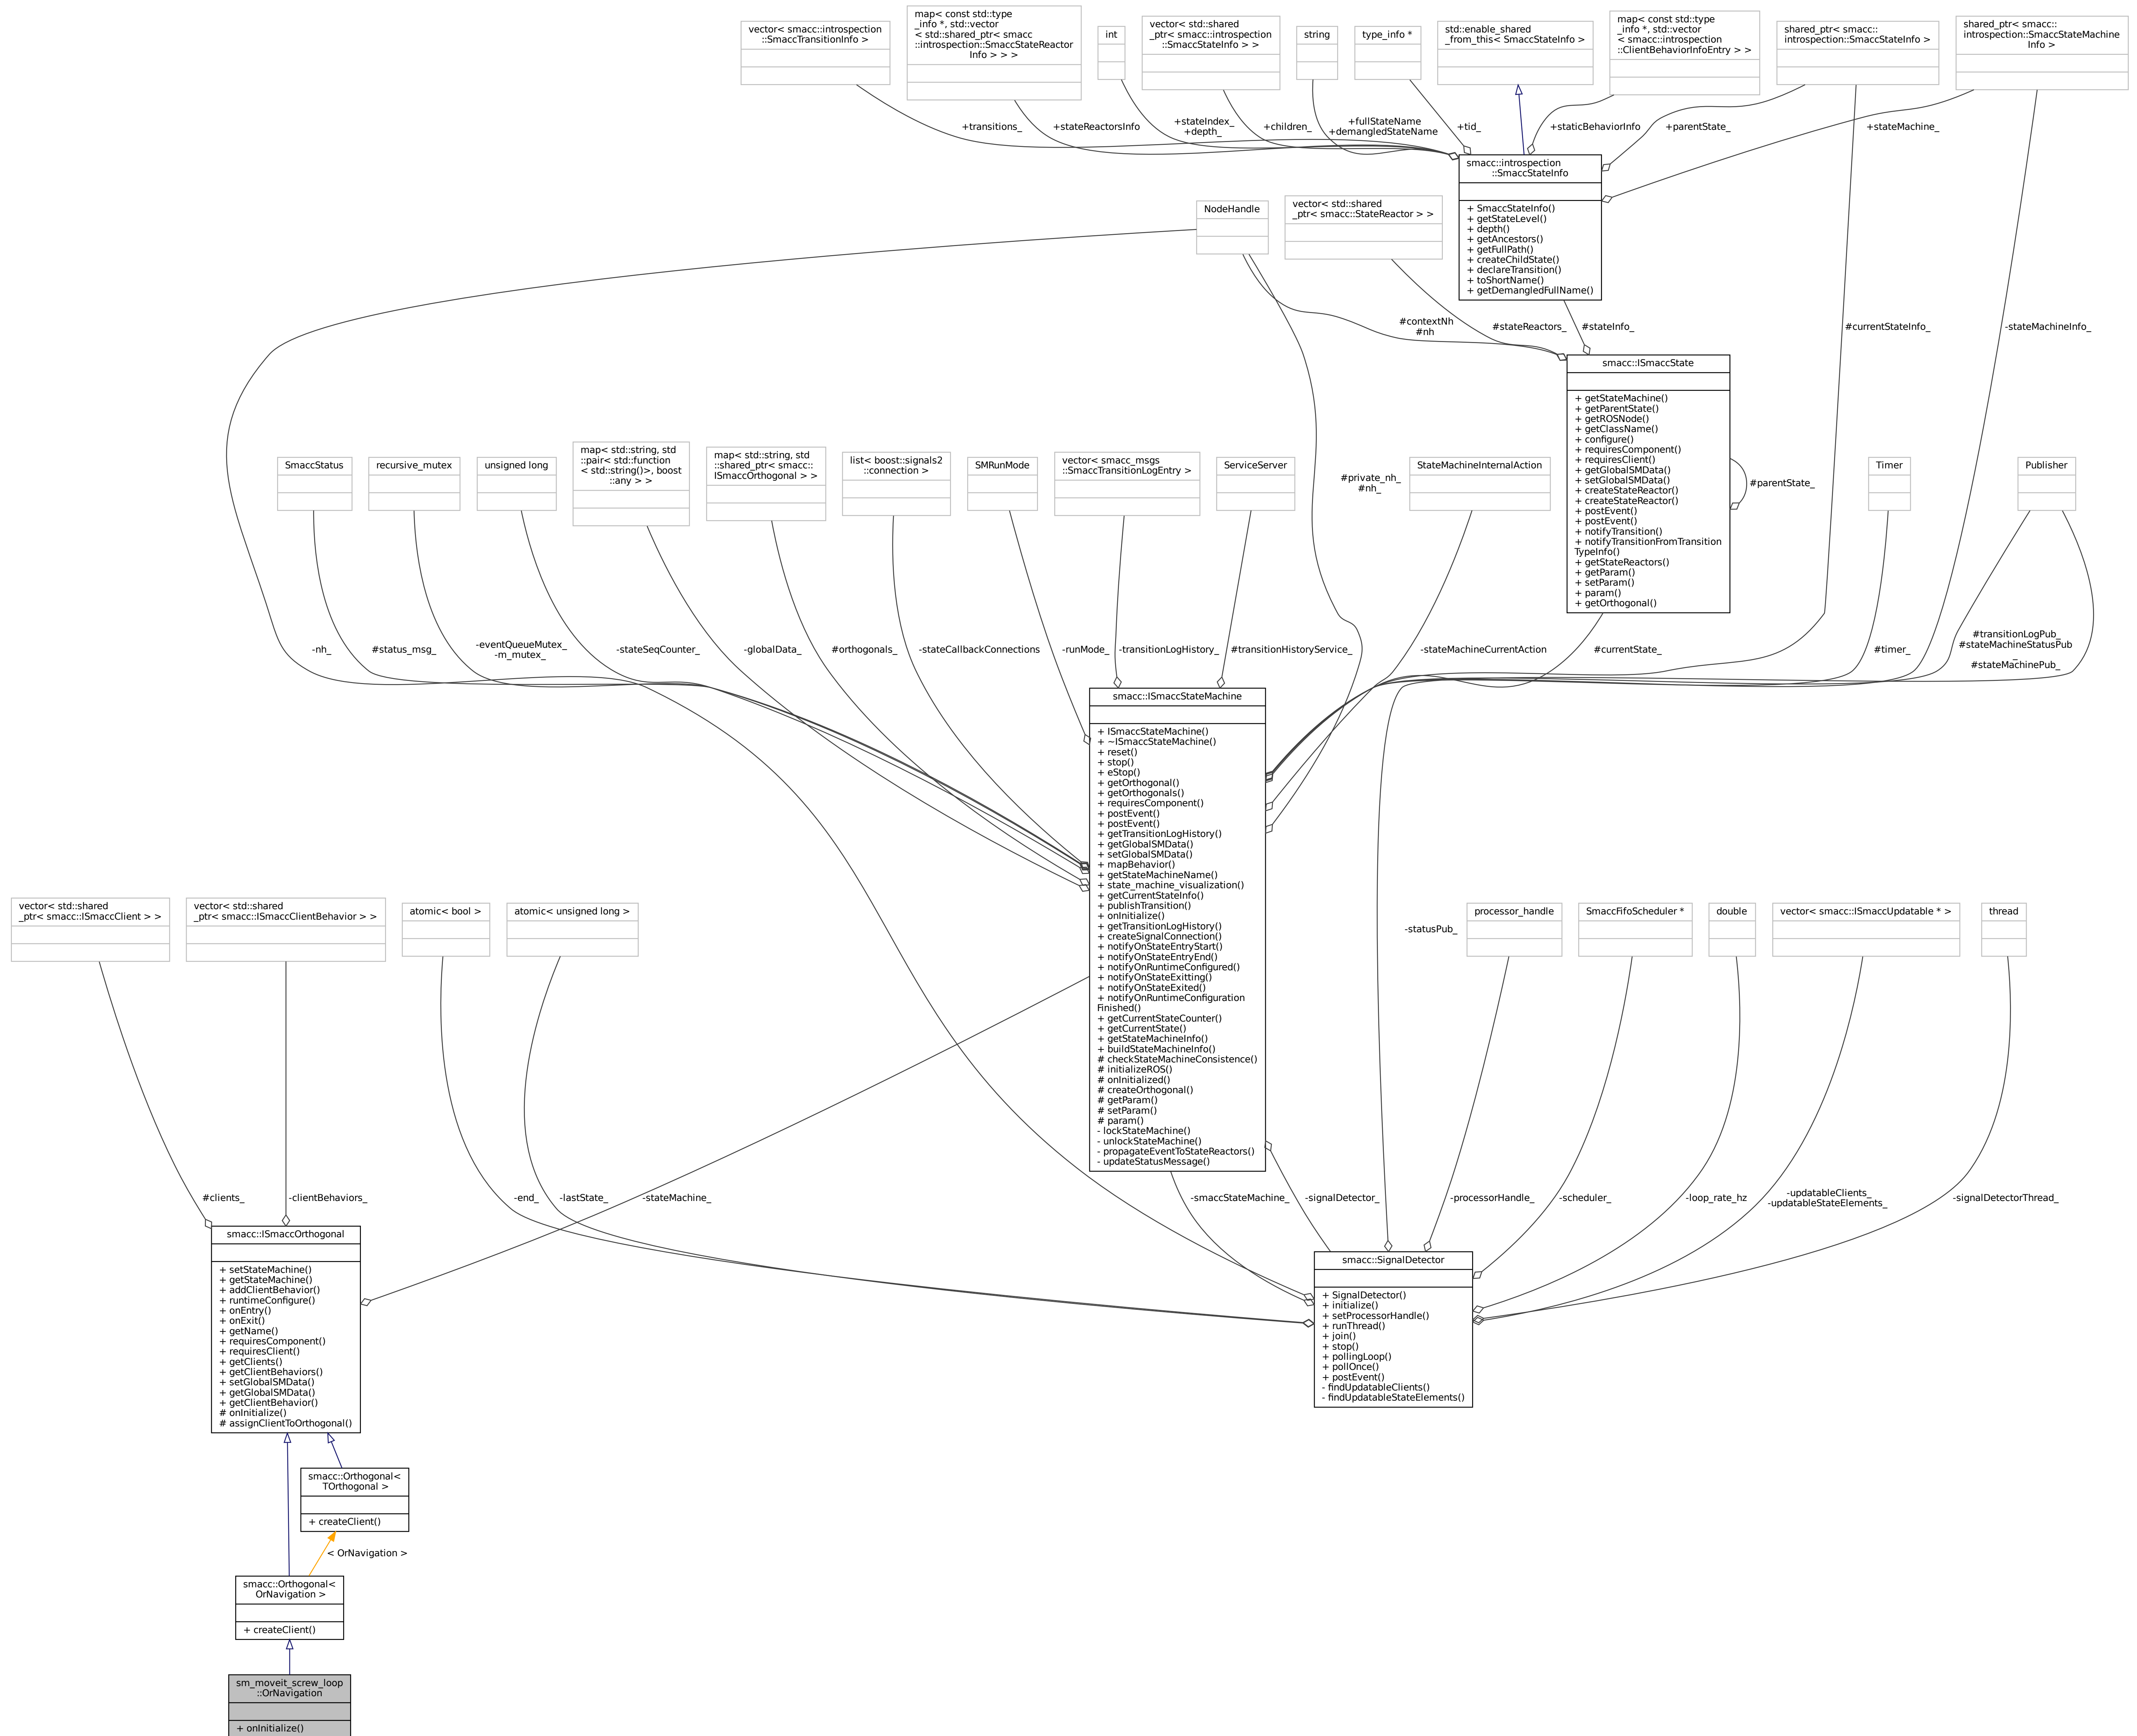 vector< smacc::introspection
::SmaccTransitionInfo >
map< const std::type
_info *, std::vector
< std::shared_ptr< smacc
::introspection::SmaccStateReactor
Info > > >
int
vector< std::shared
_ptr< smacc::introspection
::SmaccStateInfo > >
string
type_info *
std::enable_shared
_from_this< SmaccStateInfo >
map< const std::type
_info *, std::vector
< smacc::introspection
::ClientBehaviorInfoEntry > >
shared_ptr< smacc::
introspection::SmaccStateInfo >
shared_ptr< smacc::
introspection::SmaccStateMachine
Info >
+transitions_
+stateReactorsInfo
+stateIndex_
+depth_
+children_
+fullStateName
+demangledStateName
+tid_
+staticBehaviorInfo
+parentState_
+stateMachine_
smacc::introspection
::SmaccStateInfo
+ SmaccStateInfo()
+ getStateLevel()
+ depth()
+ getAncestors()
+ getFullPath()
+ createChildState()
+ declareTransition()
+ toShortName()
+ getDemangledFullName()
NodeHandle
vector< std::shared
_ptr< smacc::StateReactor > >
#contextNh
#nh
#stateReactors_
#stateInfo_
#currentStateInfo_
-stateMachineInfo_
smacc::ISmaccState
+ getStateMachine()
+ getParentState()
+ getROSNode()
+ getClassName()
+ configure()
+ requiresComponent()
+ requiresClient()
+ getGlobalSMData()
+ setGlobalSMData()
+ createStateReactor()
+ createStateReactor()
+ postEvent()
+ postEvent()
+ notifyTransition()
+ notifyTransitionFromTransition
TypeInfo()
+ getStateReactors()
+ getParam()
+ setParam()
+ param()
+ getOrthogonal()
#parentState_
SmaccStatus
recursive_mutex
unsigned long
map< std::string, std
::pair< std::function
< std::string()>, boost
::any > >
map< std::string, std
::shared_ptr< smacc::
ISmaccOrthogonal > >
list< boost::signals2
::connection >
SMRunMode
vector< smacc_msgs
::SmaccTransitionLogEntry >
ServiceServer
#private_nh_
#nh_
StateMachineInternalAction
Timer
Publisher
-nh_
#status_msg_
-eventQueueMutex_
-m_mutex_
-stateSeqCounter_
-globalData_
#orthogonals_
-stateCallbackConnections
-runMode_
-transitionLogHistory_
#transitionHistoryService_
-stateMachineCurrentAction
#currentState_
#timer_
#transitionLogPub_
#stateMachineStatusPub
_
#stateMachinePub_
smacc::ISmaccStateMachine
+ ISmaccStateMachine()
+ ~ISmaccStateMachine()
+ reset()
+ stop()
+ eStop()
+ getOrthogonal()
+ getOrthogonals()
+ requiresComponent()
+ postEvent()
+ postEvent()
+ getTransitionLogHistory()
+ getGlobalSMData()
+ setGlobalSMData()
+ mapBehavior()
+ getStateMachineName()
+ state_machine_visualization()
+ getCurrentStateInfo()
+ publishTransition()
+ onInitialize()
+ getTransitionLogHistory()
+ createSignalConnection()
+ notifyOnStateEntryStart()
+ notifyOnStateEntryEnd()
+ notifyOnRuntimeConfigured()
+ notifyOnStateExitting()
+ notifyOnStateExited()
+ notifyOnRuntimeConfiguration
Finished()
+ getCurrentStateCounter()
+ getCurrentState()
+ getStateMachineInfo()
+ buildStateMachineInfo()
# checkStateMachineConsistence()
# initializeROS()
# onInitialized()
# createOrthogonal()
# getParam()
# setParam()
# param()
- lockStateMachine()
- unlockStateMachine()
- propagateEventToStateReactors()
- updateStatusMessage()
vector< std::shared
_ptr< smacc::ISmaccClient > >
vector< std::shared
_ptr< smacc::ISmaccClientBehavior > >
atomic< bool >
atomic< unsigned long >
-statusPub_
processor_handle
SmaccFifoScheduler *
double
vector< smacc::ISmaccUpdatable * >
thread
#clients_
-clientBehaviors_
-end_
-lastState_
-stateMachine_
-smaccStateMachine_
-signalDetector_
-processorHandle_
-scheduler_
-loop_rate_hz
-updatableClients_
-updatableStateElements_
-signalDetectorThread_
smacc::ISmaccOrthogonal
+ setStateMachine()
+ getStateMachine()
+ addClientBehavior()
+ runtimeConfigure()
+ onEntry()
+ onExit()
+ getName()
+ requiresComponent()
+ requiresClient()
+ getClients()
+ getClientBehaviors()
+ setGlobalSMData()
+ getGlobalSMData()
+ getClientBehavior()
# onInitialize()
# assignClientToOrthogonal()
smacc::SignalDetector
+ SignalDetector()
+ initialize()
+ setProcessorHandle()
+ runThread()
+ join()
+ stop()
+ pollingLoop()
+ pollOnce()
+ postEvent()
- findUpdatableClients()
- findUpdatableStateElements()
smacc::Orthogonal<
TOrthogonal >
+ createClient()
< OrNavigation >
smacc::Orthogonal<
OrNavigation >
+ createClient()
sm_moveit_screw_loop
::OrNavigation
+ onInitialize()